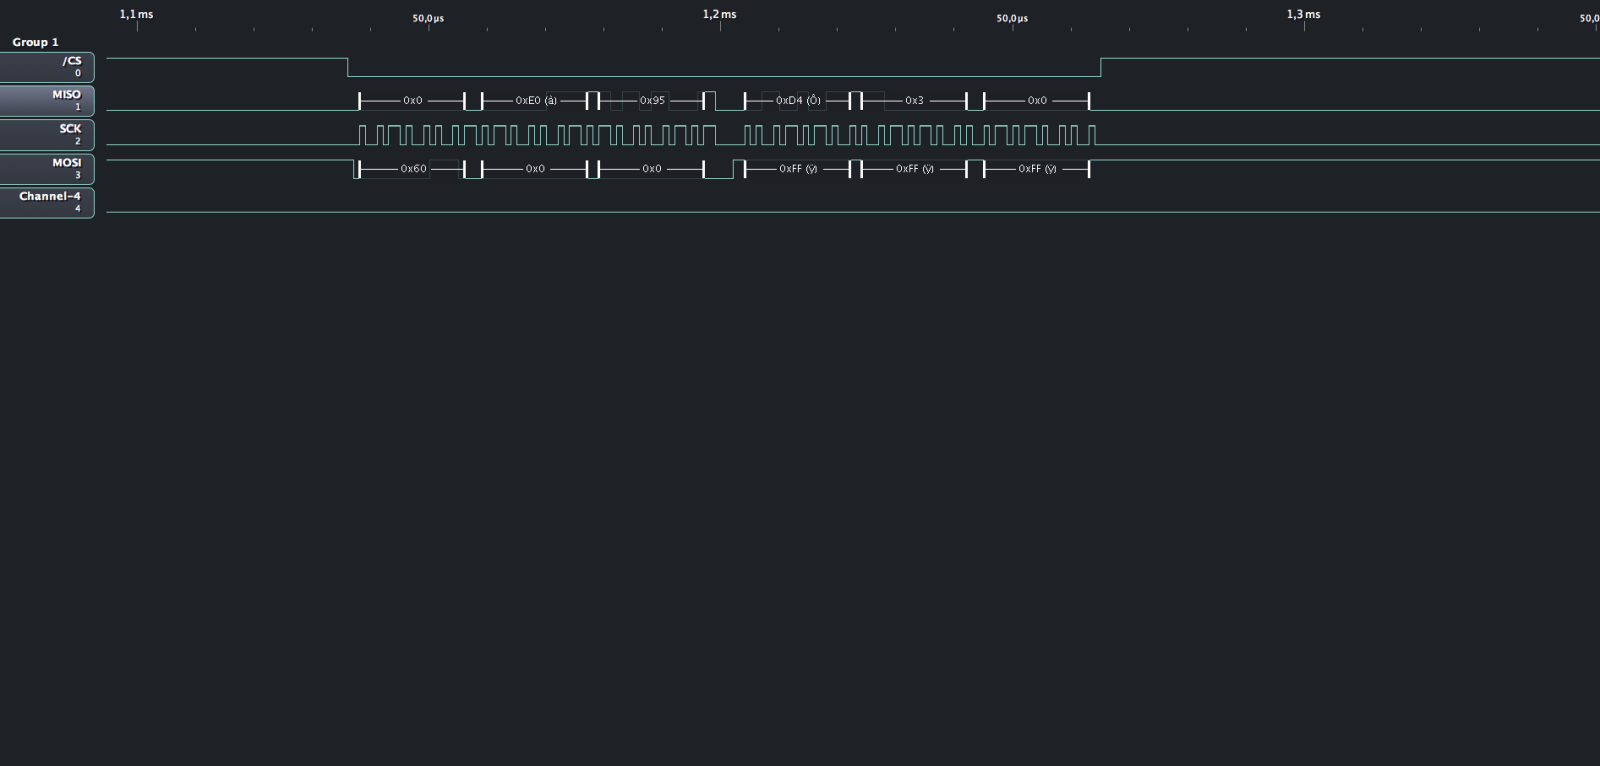 1,1 ms 1,2 ms 1,3 ms
50,0 µs 50,0 µs 50,0
Group 1
/CS
0
MISO
1
0x0 0xE0 (à) 0x95 0xD4 (Ô) 0x3 0x0
SCK
2
MOSI
3
0x60 0x0 0x0 0xFF (ÿ) 0xFF (ÿ) 0xFF (ÿ)
Channel-4
4